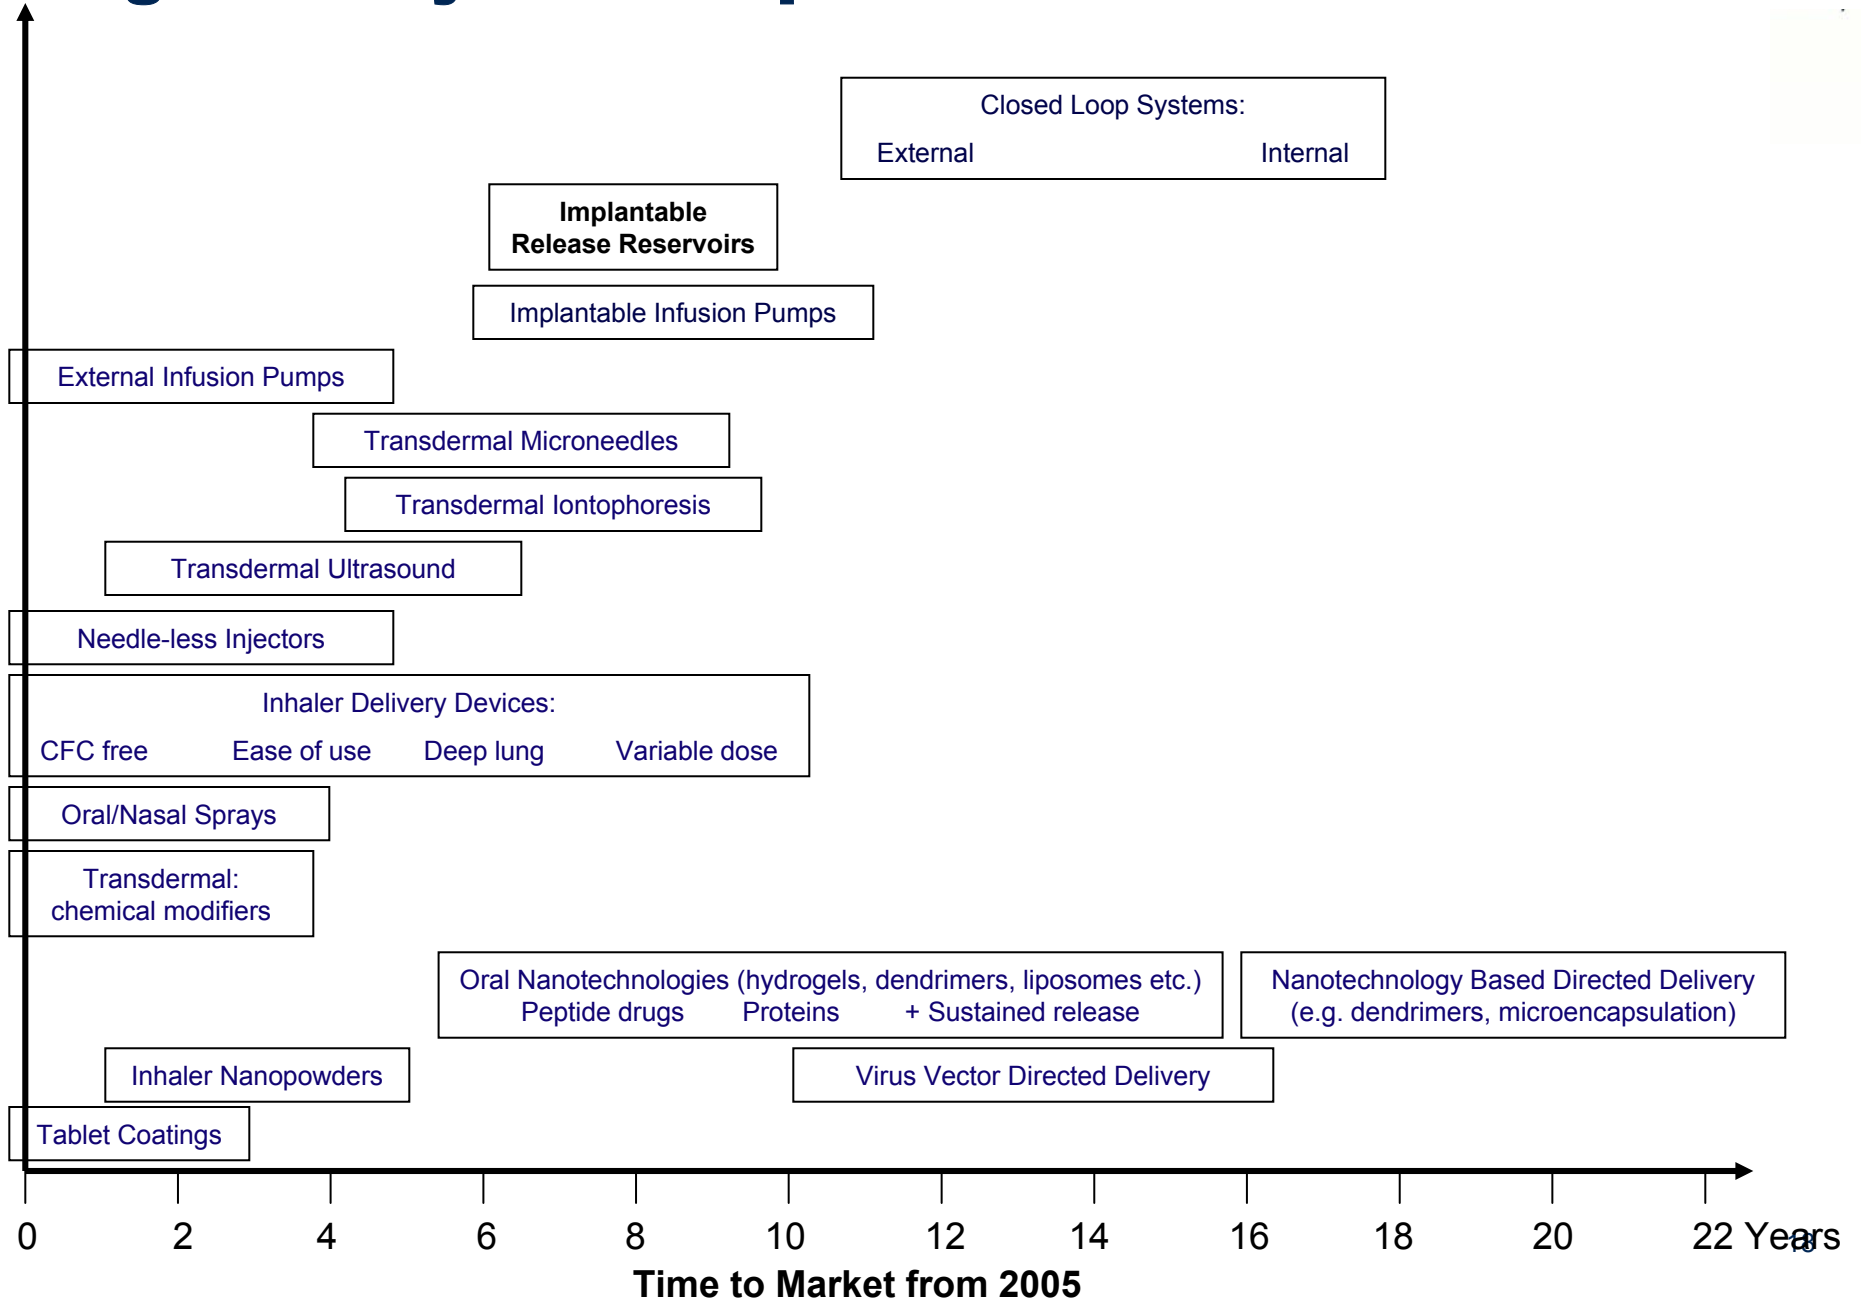 Closed Loop Systems:
External Internal
Implantable
Release Reservoirs
Implantable Infusion Pumps
External Infusion Pumps
Transdermal Microneedles
Transdermal Iontophoresis
Transdermal Ultrasound
Needle-less Injectors
Inhaler Delivery Devices:
CFC free Ease of use Deep lung Variable dose
Oral/Nasal Sprays
Transdermal:
chemical modifiers
Oral Nanotechnologies (hydrogels, dendrimers, liposomes etc.)
Peptide drugs Proteins + Sustained release
Nanotechnology Based Directed Delivery
(e.g. dendrimers, microencapsulation)
Inhaler Nanopowders
Virus Vector Directed Delivery
Tablet Coatings
0 2 4 6 8 10 12 14 16 18 20 22 Years
Time to Market from 2005